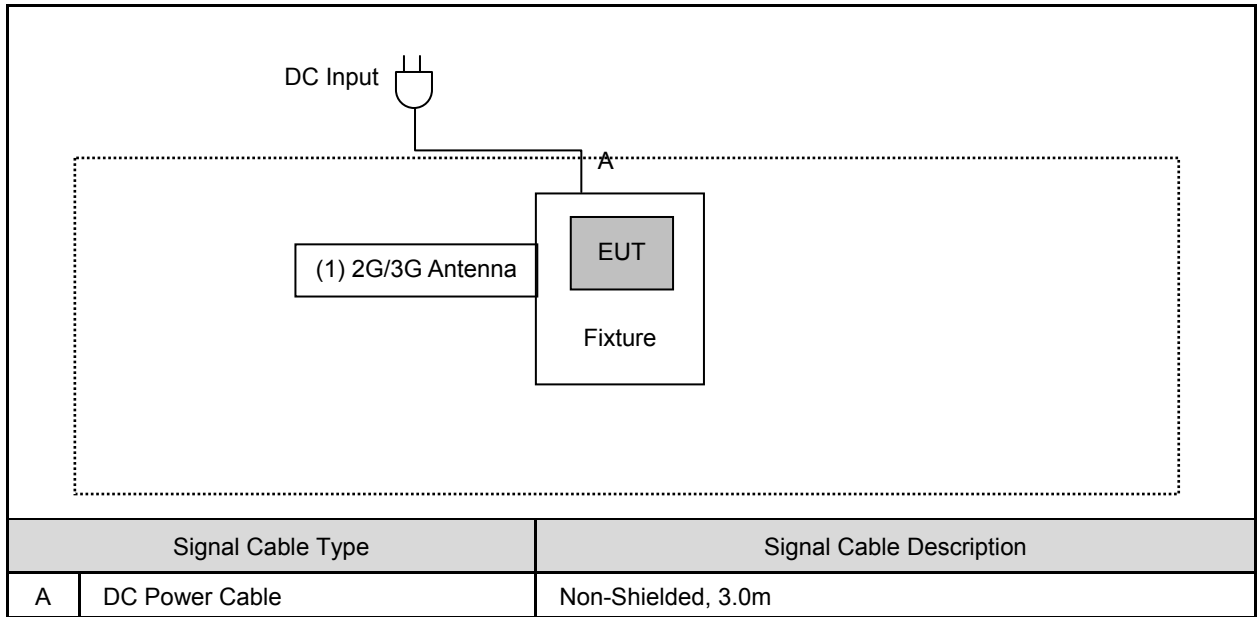 DC Input
A
EUT
(1) 2G/3G Antenna
Fixture
Signal Cable Type Signal Cable Description
A DC Power Cable Non-Shielded, 3.0m